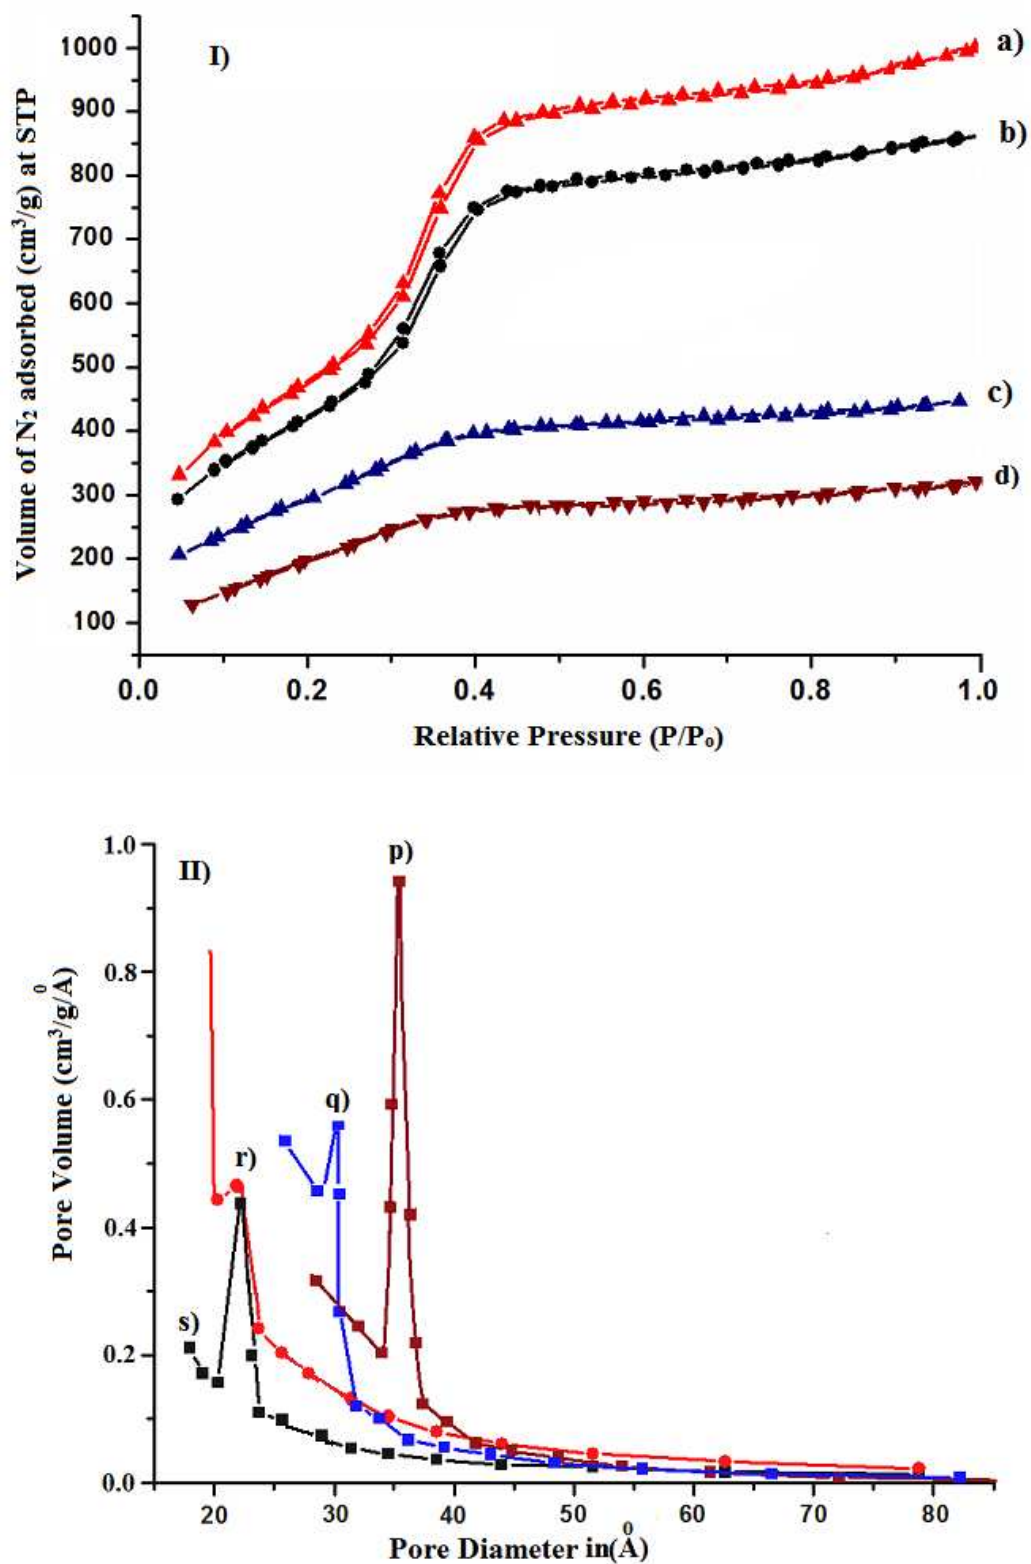 I)
a)
b)
c)
d)
1000
900
800
700
600
500
400
300
200
100
Volume of N₂ adsorbed (cm³/g) at STP
0.0 0.2 0.4 0.6 0.8 1.0
Relative Pressure (P/Pₒ)
II)
p)
q)
r)
s)
1.0
0.8
0.6
0.4
0.2
0.0
Pore Volume (cm³/g/Å)
20 30 40 50 60 70 80
Pore Diameter in(Å)